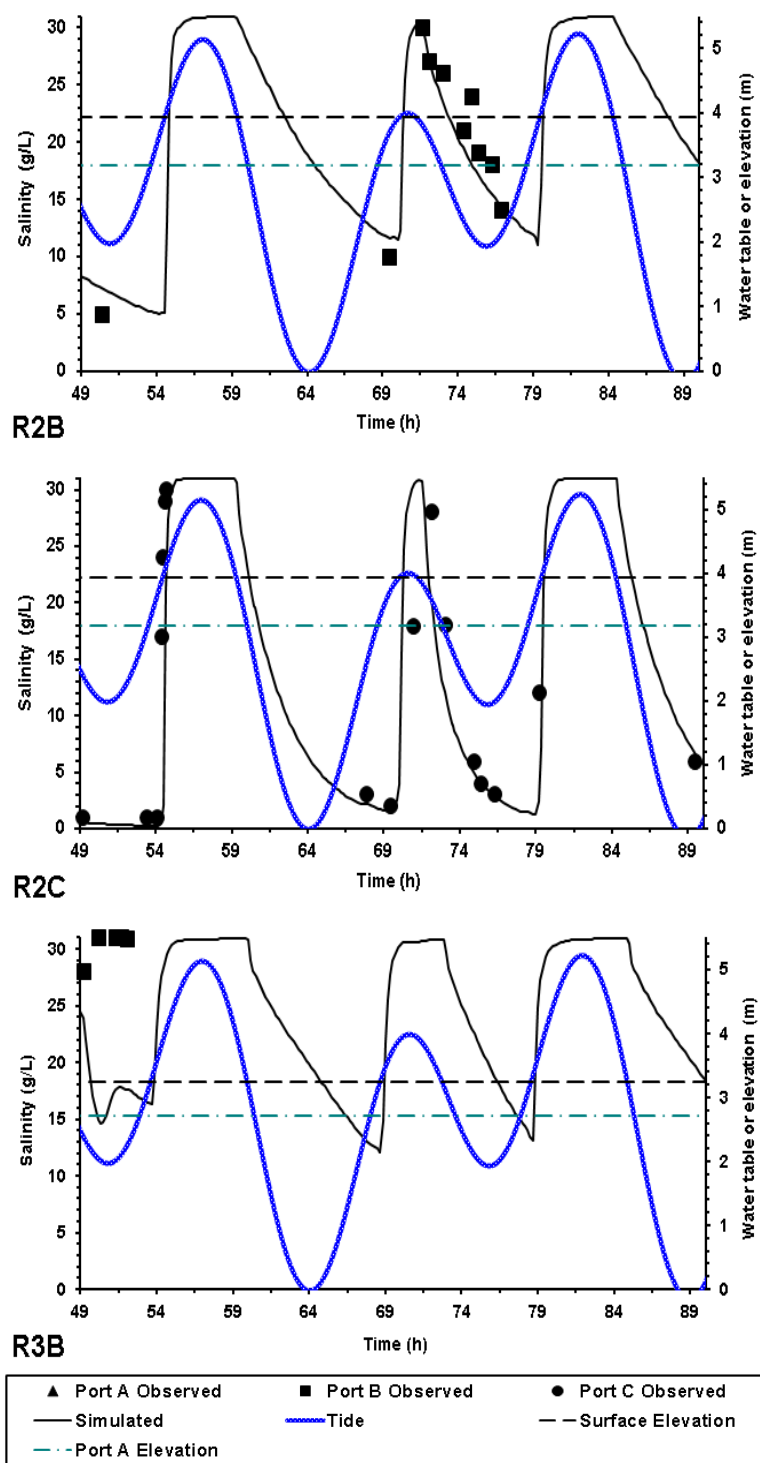 30
25
20
15
10
5
0
Salinity (g/L)
5
4
3
2
1
0
Water table or elevation (m)
49 54 59 64 69 74 79 84 89
Time (h)
R2B
30
25
20
15
10
5
0
Salinity (g/L)
5
4
3
2
1
0
Water table or elevation (m)
49 54 59 64 69 74 79 84 89
Time (h)
R2C
30
25
20
15
10
5
0
Salinity (g/L)
5
4
3
2
1
0
Water table or elevation (m)
49 54 59 64 69 74 79 84 89
Time (h)
R3B
Port A Observed Port B Observed Port C Observed
Simulated Tide Surface Elevation
Port A Elevation